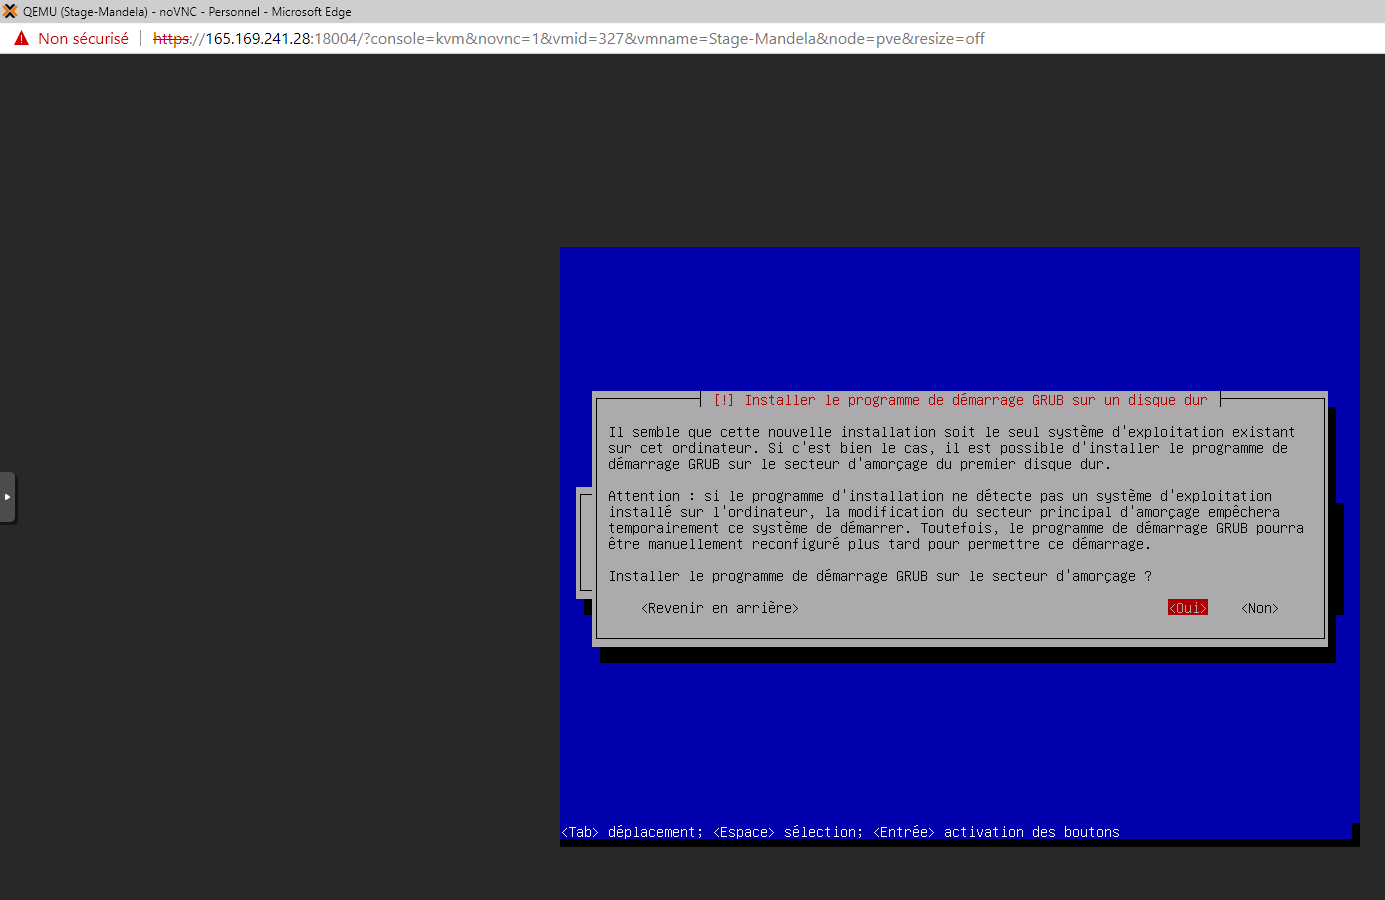 QEMU (Stage-Mandela) - noVNC - Personnel - Microsoft Edge
Non sécurisé | https://165.169.241.28:18004/?console=kvm&novnc=1&vmid=327&vmname=Stage-Mandela&node=pve&resize=off
[!] Installer le programme de démarrage GRUB sur un disque dur
Il semble que cette nouvelle installation soit le seul système d'exploitation existant
sur cet ordinateur. Si c'est bien le cas, il est possible d'installer le programme de
démarrage GRUB sur le secteur d'amorçage du premier disque dur.
Attention : si le programme d'installation ne détecte pas un système d'exploitation
installé sur l'ordinateur, la modification du secteur principal d'amorçage empêchera
temporairement ce système de démarrer. Toutefois, le programme de démarrage GRUB pourra
être manuellement reconfiguré plus tard pour permettre ce démarrage.
Installer le programme de démarrage GRUB sur le secteur d'amorçage ?
<Revenir en arrière> <Oui> <Non>
<Tab> déplacement; <Espace> sélection; <Entrée> activation des boutons